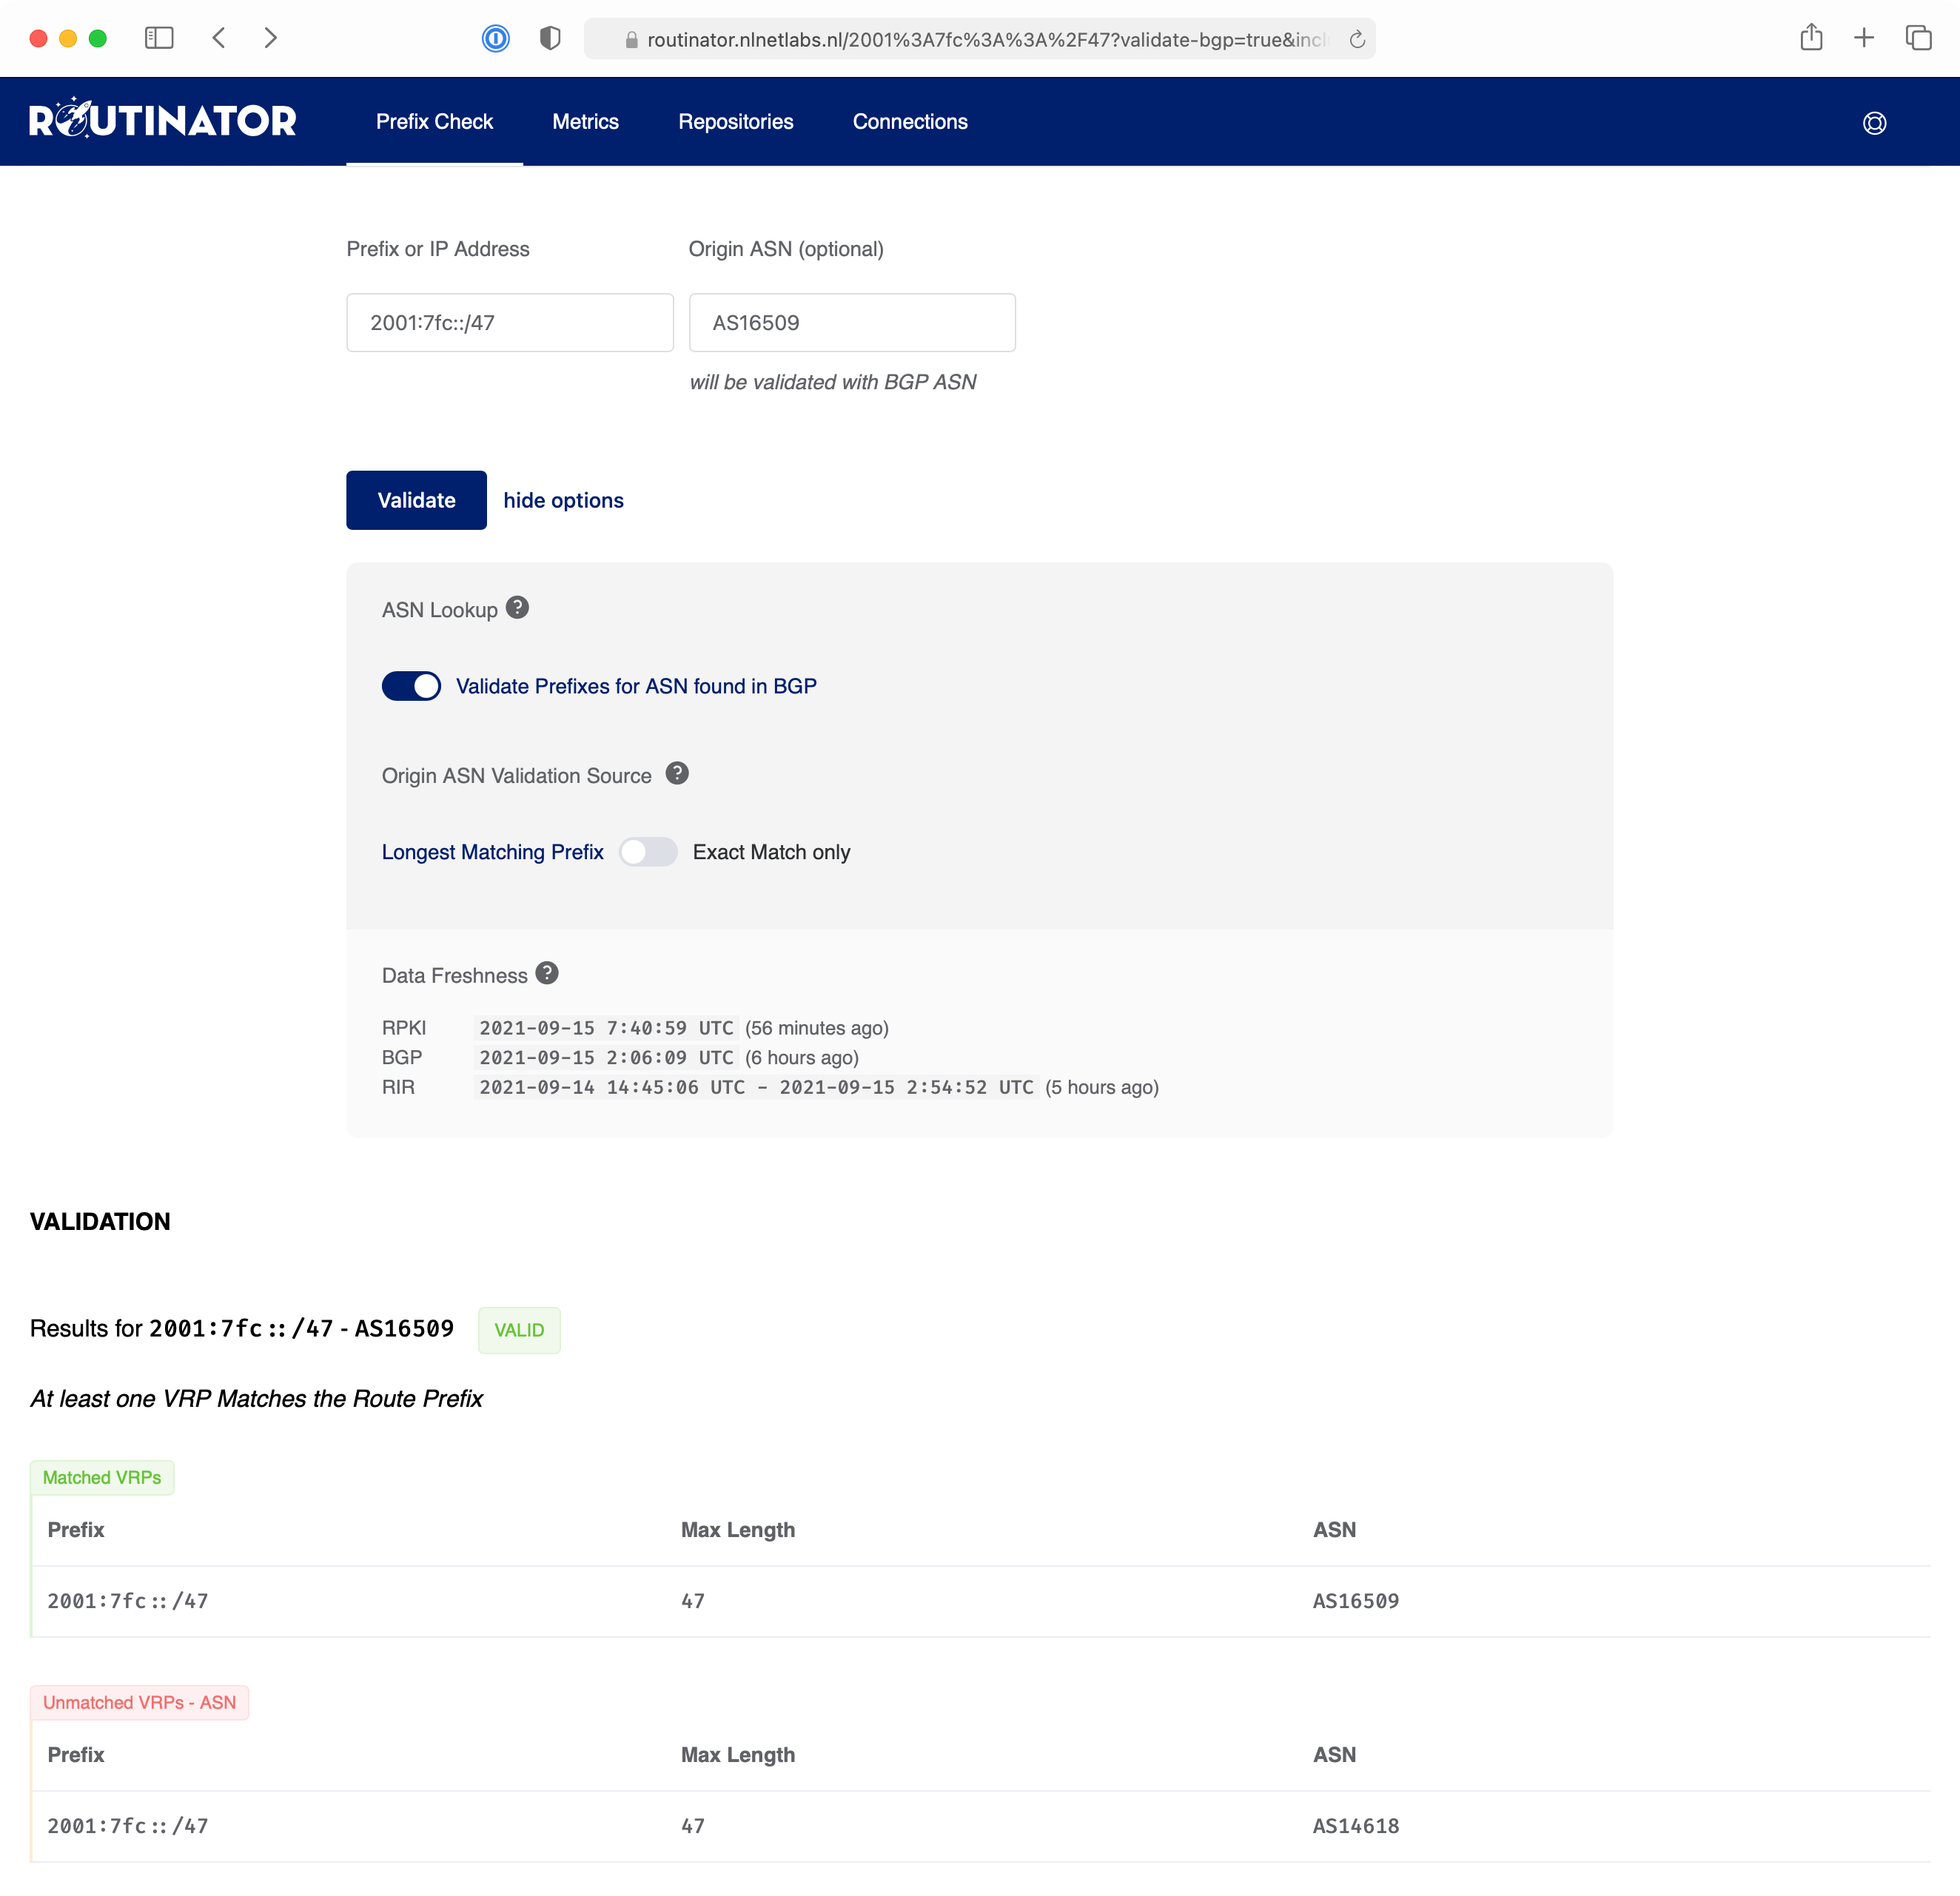 routinator.nlnetlabs.nl/2001%3A7fc%3A%3A%2F47?validate-bgp=true&incl
ROUTINATOR Prefix Check Metrics Repositories Connections
Prefix or IP Address Origin ASN (optional)
2001:7fc::/47 AS16509
will be validated with BGP ASN
Validate hide options
ASN Lookup ?
Validate Prefixes for ASN found in BGP
Origin ASN Validation Source ?
Longest Matching Prefix Exact Match only
Data Freshness ?
RPKI 2021-09-15 7:40:59 UTC (56 minutes ago)
BGP 2021-09-15 2:06:09 UTC (6 hours ago)
RIR 2021-09-14 14:45:06 UTC - 2021-09-15 2:54:52 UTC (5 hours ago)
VALIDATION
Results for 2001:7fc::/47 - AS16509 VALID
At least one VRP Matches the Route Prefix
Matched VRPs
Prefix Max Length ASN
2001:7fc::/47 47 AS16509
Unmatched VRPs - ASN
Prefix Max Length ASN
2001:7fc::/47 47 AS14618